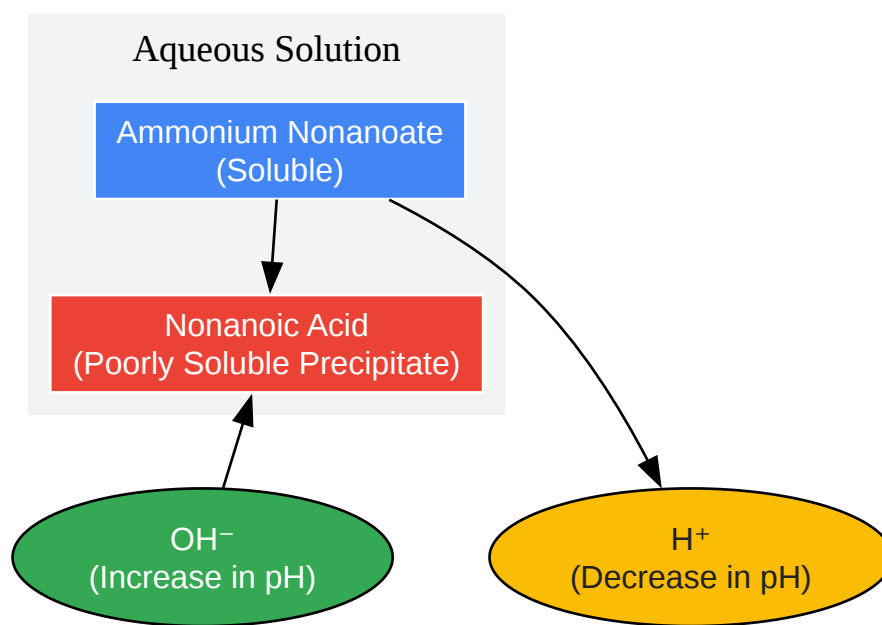 Aqueous Solution
Ammonium Nonanoate
(Soluble)
Nonanoic Acid
(Poorly Soluble Precipitate)
OH⁻
(Increase in pH)
H⁺
(Decrease in pH)